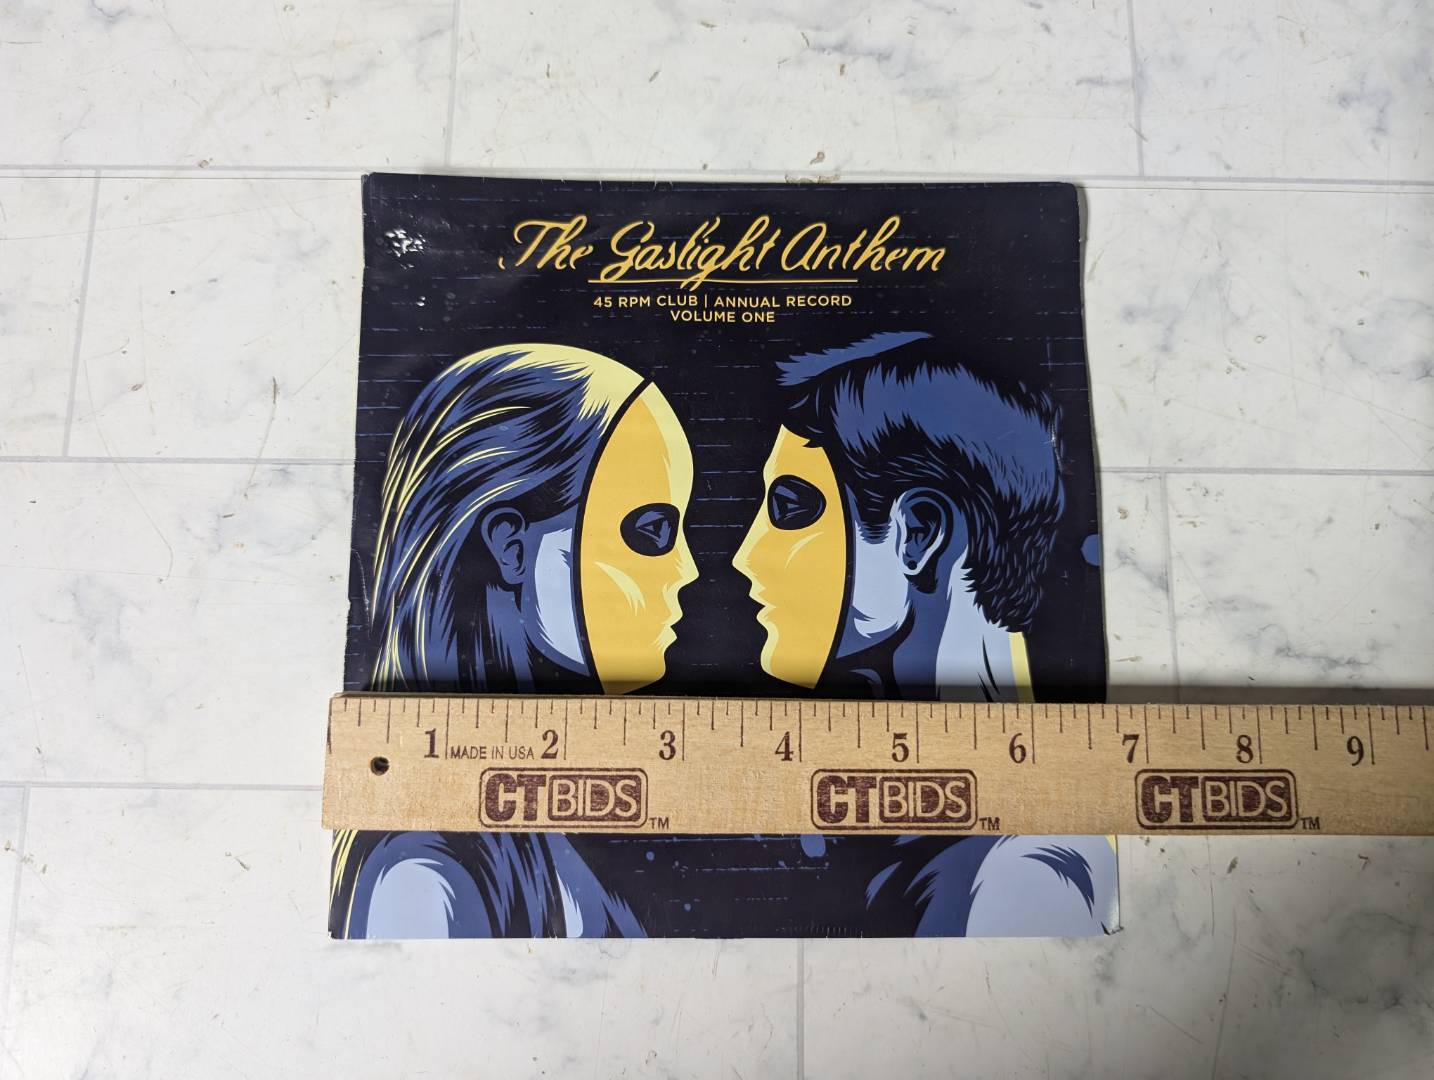 The Gaslight Anthem
45 RPM CLUB | ANNUAL RECORD
VOLUME ONE
1 MADE IN USA 2 3 4 5 6 7 8 9
CTBIDS™ CTBIDS™ CTBIDS™